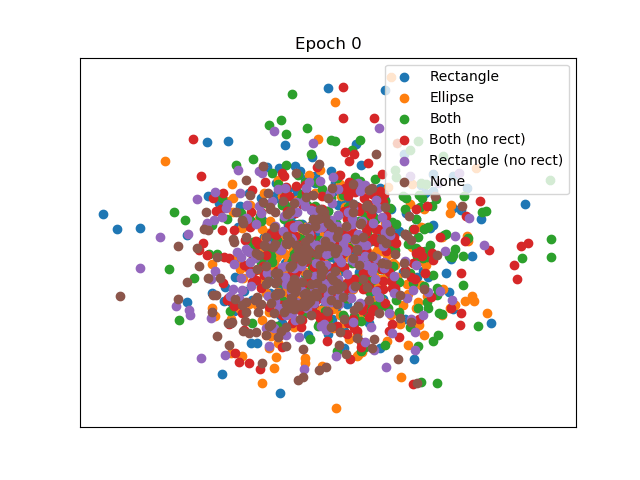 Epoch 0
Rectangle
Ellipse
Both
Both (no rect)
Rectangle (no rect)
None